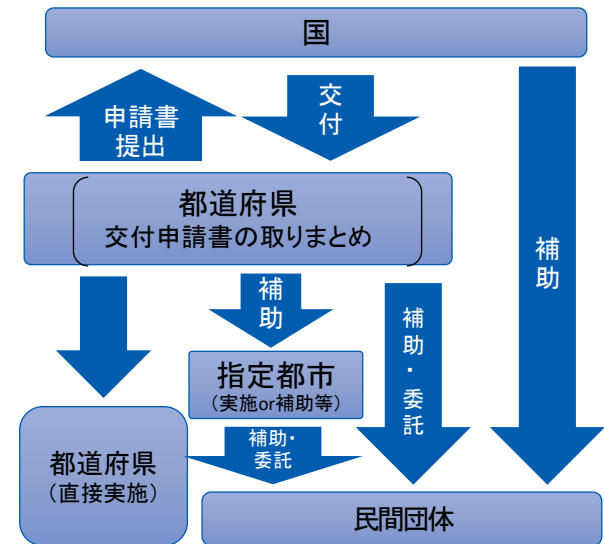 国
申請書
提出
交
付
都道府県
交付申請書の取りまとめ
補
助
補
助
・
委
託
補
助
指定都市
(実施or補助等)
補助・
委託
都道府県
(直接実施)
民間団体